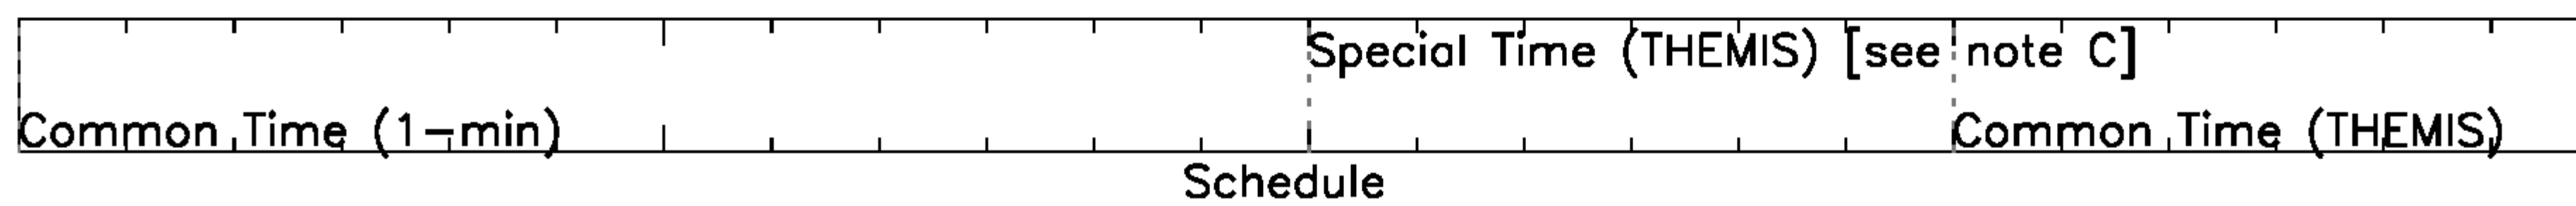 Special Time (THEMIS) [see note C]
Common Time (1-min)
Common Time (THEMIS)
Schedule